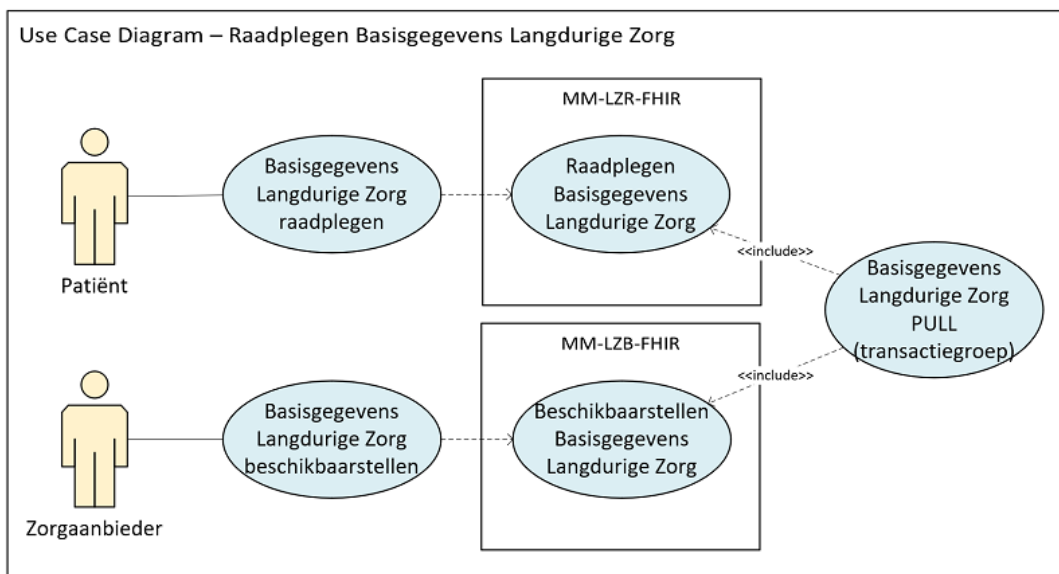 Use Case Diagram – Raadplegen Basisgegevens Langdurige Zorg
MM-LZR-FHIR
Basisgegevens
Langdurige Zorg
raadplegen
Raadplegen
Basisgegevens
Langdurige Zorg
Patiënt
<<include>>
Basisgegevens
Langdurige Zorg
PULL
(transactiegroep)
MM-LZB-FHIR
<<include>>
Basisgegevens
Langdurige Zorg
beschikbaarstellen
Beschikbaarstellen
Basisgegevens
Langdurige Zorg
Zorgaanbieder